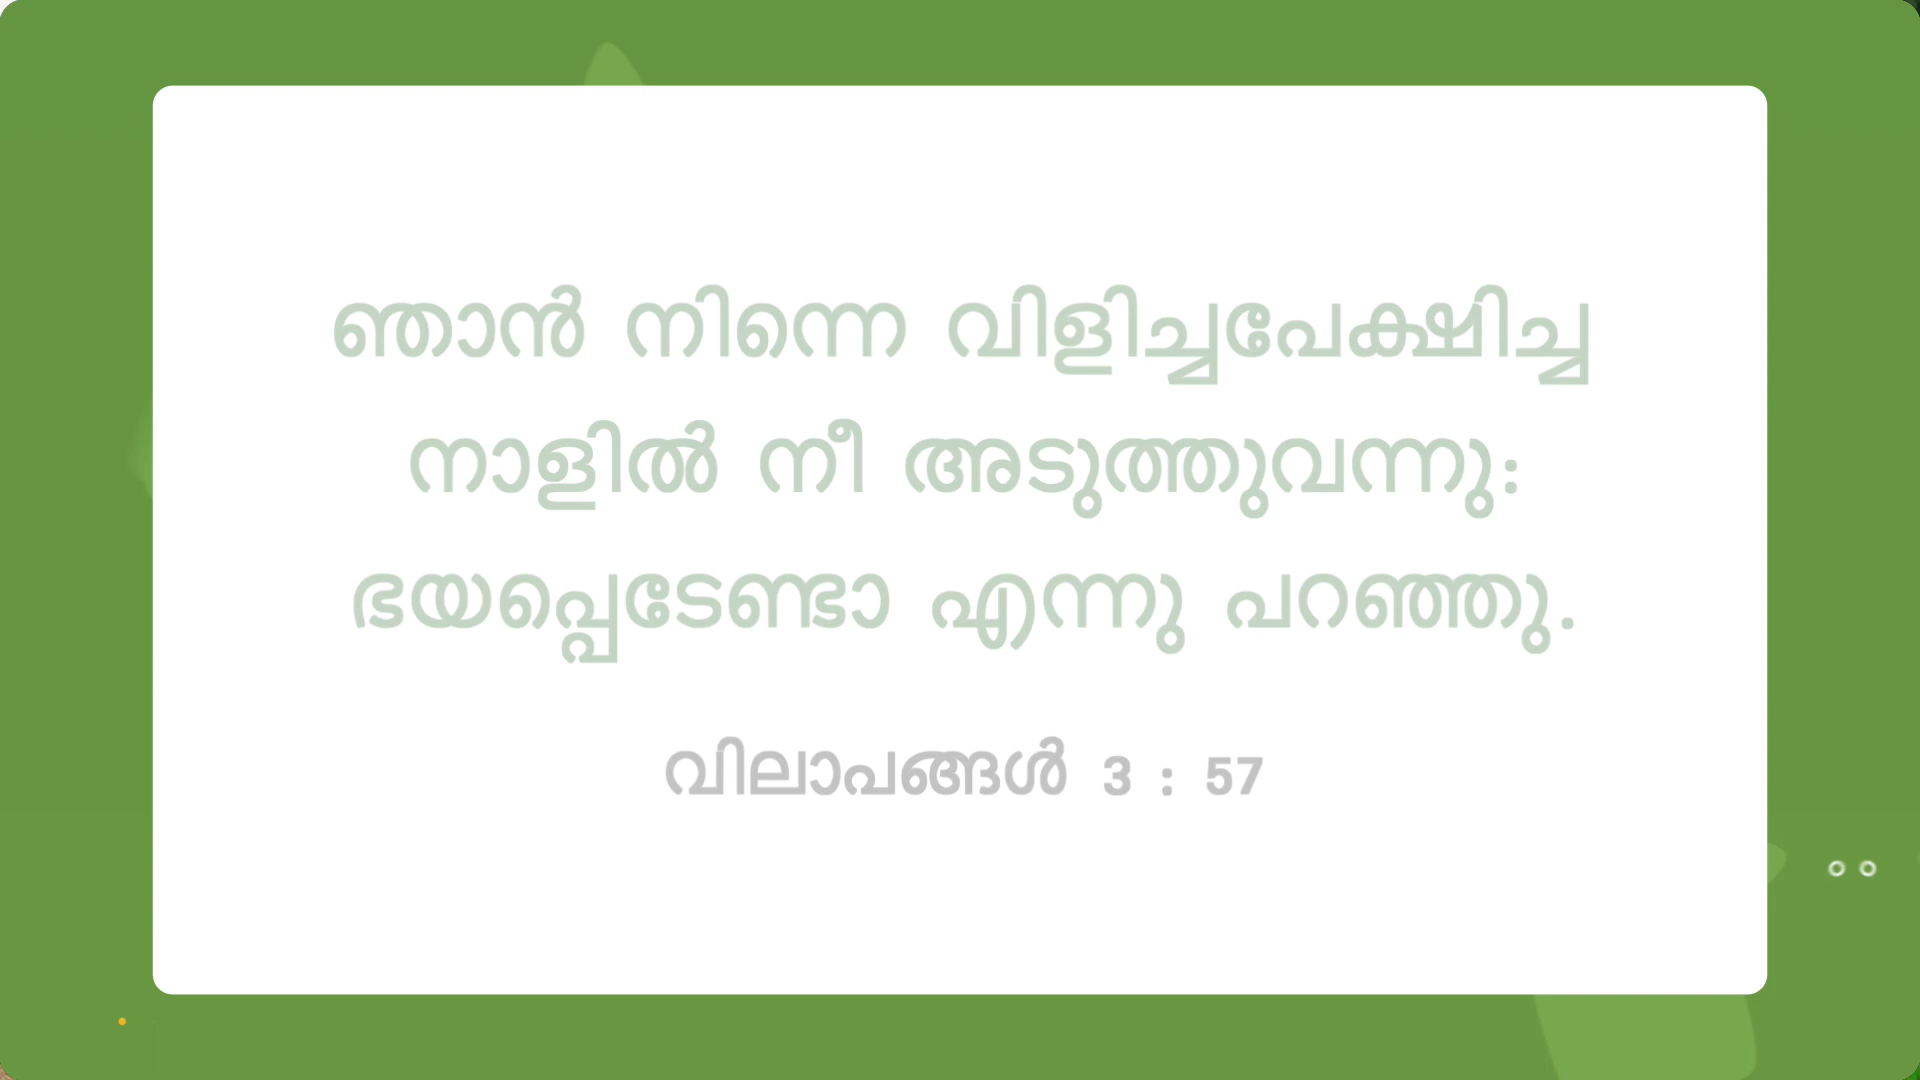 ഞാൻ നിന്നെ വിളിച്ചപേക്ഷിച്ച
നാളിൽ നീ അടുത്തുവന്നു:
ഭയപ്പെടേണ്ടാ എന്നു പറഞ്ഞു.
വിലാപങ്ങൾ 3 : 57